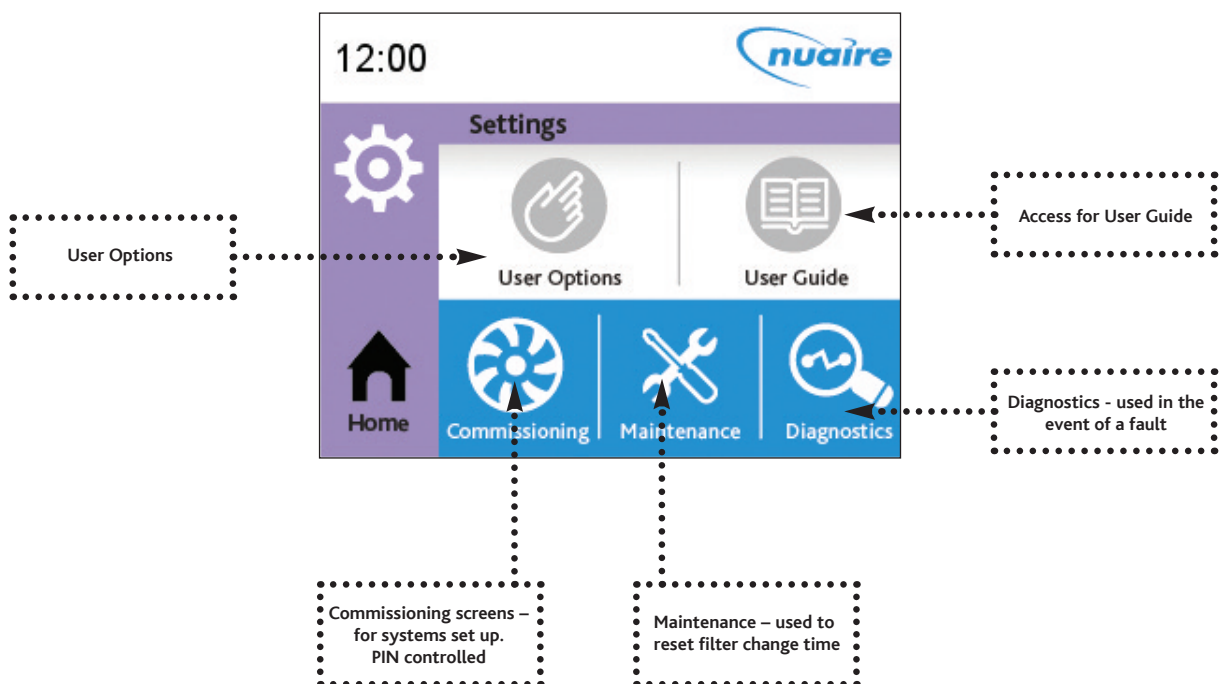 12:00
nuaire
Settings
User Options
User Guide
Home
Commissioning
Maintenance
Diagnostics
User Options
Access for User Guide
Diagnostics - used in the
event of a fault
Commissioning screens –
for systems set up.
PIN controlled
Maintenance – used to
reset filter change time